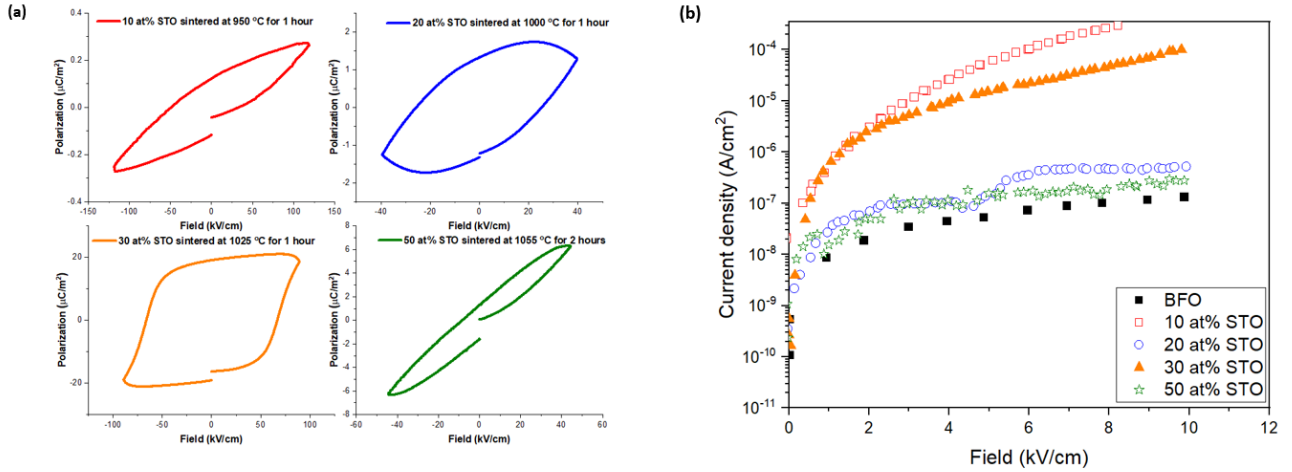 (a)
10 at% STO sintered at 950 °C for 1 hour
Polarization (µC/m²)
0.4
0.2
0.0
-0.2
0.4
-150 -100 -50 0 50 100 150
Field (kV/cm)
20 at% STO sintered at 1000 °C for 1 hour
Polarization (µC/m²)
2
1
0
-1
-2
-40 -20 0 20 40
Field (kV/cm)
30 at% STO sintered at 1025 °C for 1 hour
Polarization (µC/m²)
20
0
-20
-100 -50 0 50 100
Field (kV/cm)
50 at% STO sintered at 1055 °C for 2 hours
Polarization (µC/m²)
8
6
4
2
0
-2
-4
-6
-8
-60 -40 -20 0 20 40 60
Field (kV/cm)
(b)
Current density (A/cm²)
10⁻⁴
10⁻⁵
10⁻⁶
10⁻⁷
10⁻⁸
10⁻⁹
10⁻¹⁰
10⁻¹¹
0 2 4 6 8 10 12
Field (kV/cm)
BFO
10 at% STO
20 at% STO
30 at% STO
50 at% STO